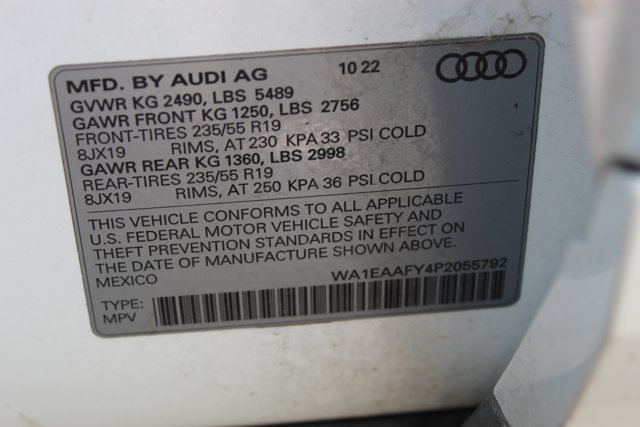 MFD. BY AUDI AG 10 22
GVWR KG 2490, LBS 5489
GAWR FRONT KG 1250, LBS 2756
FRONT-TIRES 235/55 R19
8JX19 RIMS, AT 230 KPA 33 PSI COLD
GAWR REAR KG 1360, LBS 2998
REAR-TIRES 235/55 R19
8JX19 RIMS, AT 250 KPA 36 PSI COLD
THIS VEHICLE CONFORMS TO ALL APPLICABLE
U.S. FEDERAL MOTOR VEHICLE SAFETY AND
THEFT PREVENTION STANDARDS IN EFFECT ON
THE DATE OF MANUFACTURE SHOWN ABOVE.
MEXICO WA1EAAFY4P2055792
TYPE:
MPV